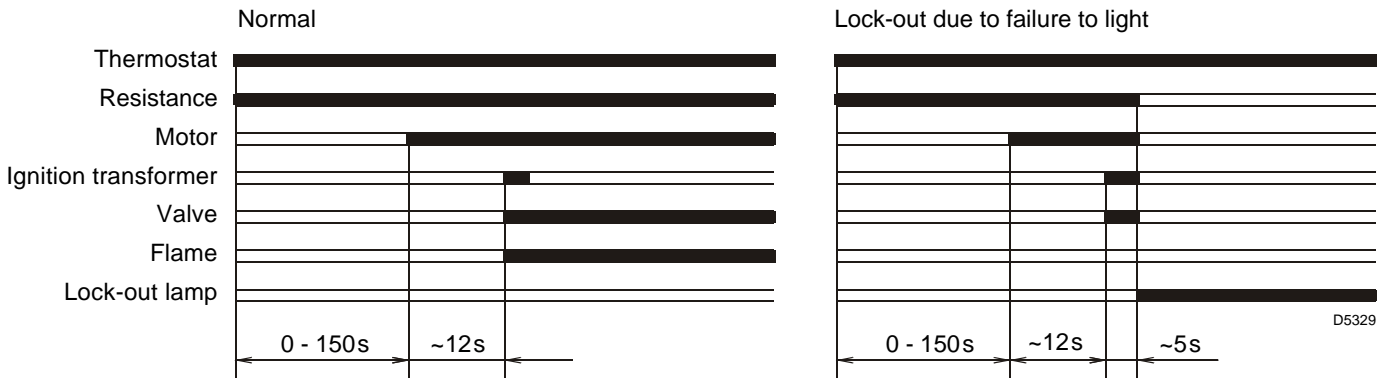 Normal
Lock-out due to failure to light
Thermostat
Resistance
Motor
Ignition transformer
Valve
Flame
Lock-out lamp
D5329
0 - 150s ~12s
0 - 150s ~12s ~5s